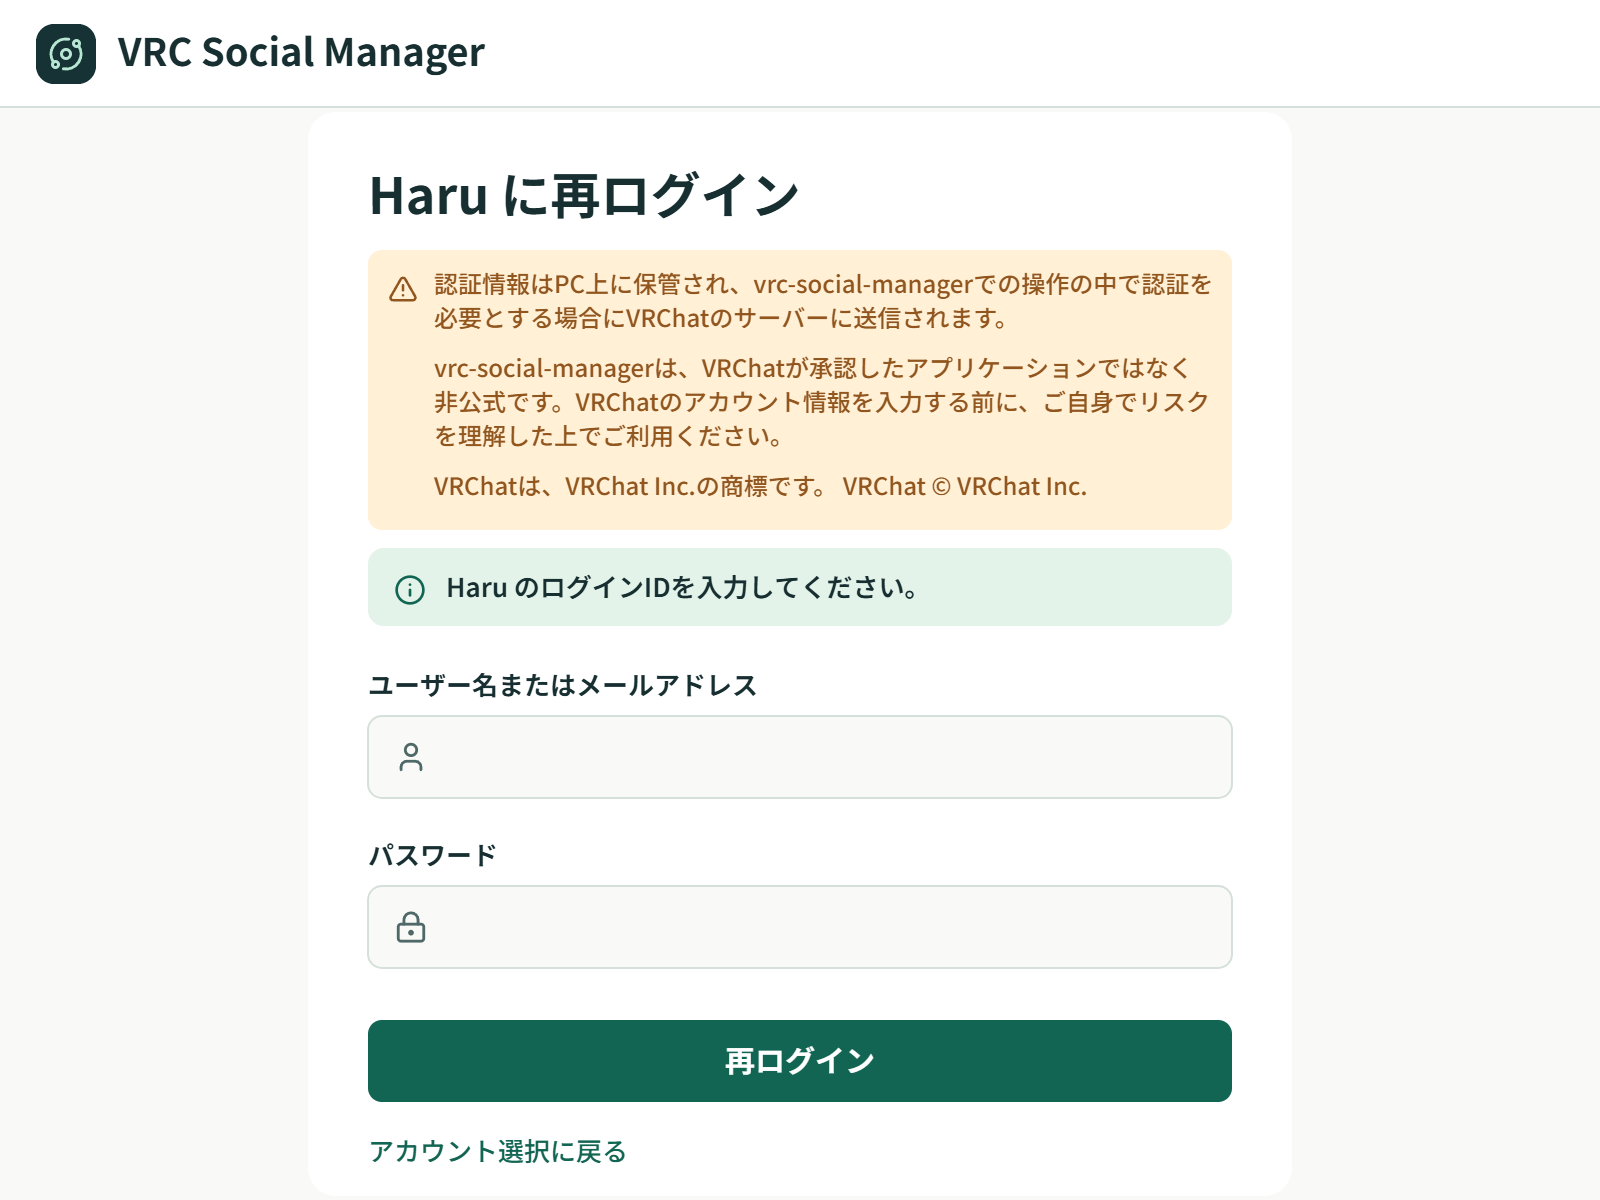 VRC Social Manager
Haru に再ログイン
認証情報はPC上に保管され、vrc-social-managerでの操作の中で認証を
必要とする場合にVRChatのサーバーに送信されます。
vrc-social-managerは、VRChatが承認したアプリケーションではなく
非公式です。VRChatのアカウント情報を入力する前に、ご自身でリスク
を理解した上でご利用ください。
VRChatは、VRChat Inc.の商標です。 VRChat © VRChat Inc.
Haru のログインIDを入力してください。
ユーザー名またはメールアドレス
パスワード
再ログイン
アカウント選択に戻る